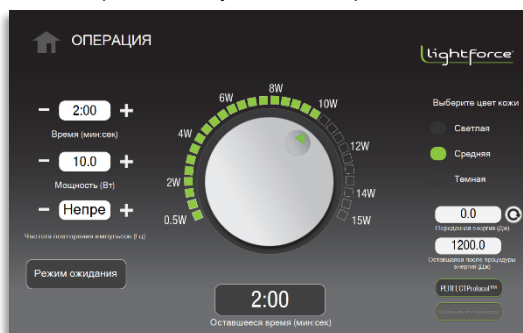 ОПЕРАЦИЯ
lightforce
2:00
Время (мин:сек)
10.0
Мощность (Вт)
Непре
Частота повторения импульсов (Гц)
Режим ожидания
0.5W
2W
4W
6W
8W
10W
12W
14W
15W
2:00
Оставшееся время (мин:сек)
Выберите цвет кожи
Светлая
Средняя
Темная
0.0
Переданная энергия (Дж)
1200.0
Оставшаяся после процедуры
энергия (Дж)
PERFECTProtocol™